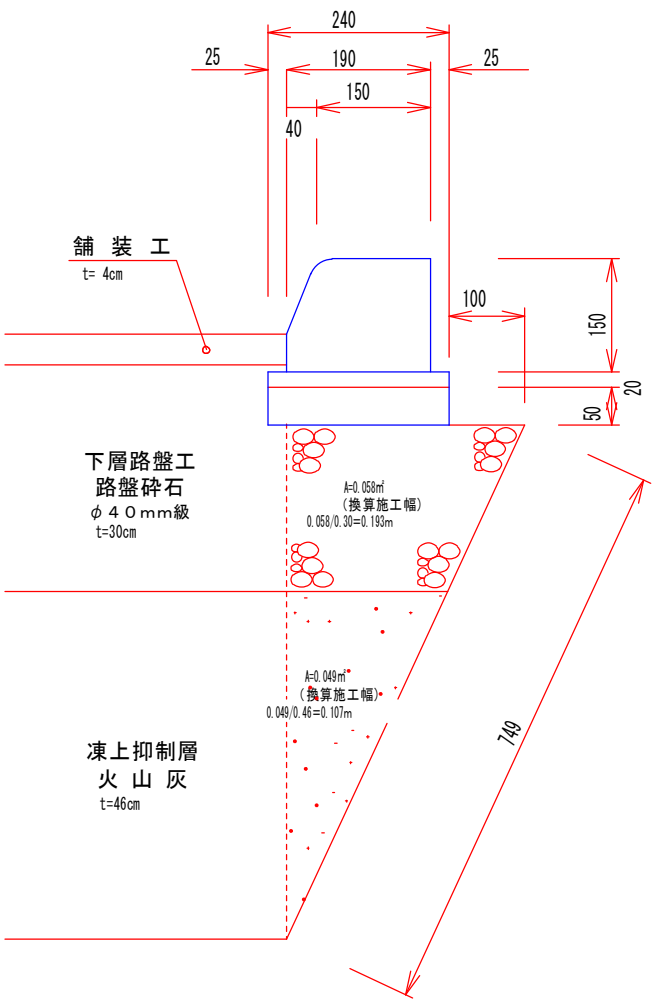 240
25
190
25
150
40
舗 装 工
t= 4cm
100
150
20
50
下層路盤工
路盤砕石
φ４０mm級
t=30cm
A=0.058㎡
(換算施工幅)
0.058/0.30=0.193m
A=0.049㎡
(換算施工幅)
0.049/0.46=0.107m
749
凍上抑制層
火 山 灰
t=46cm